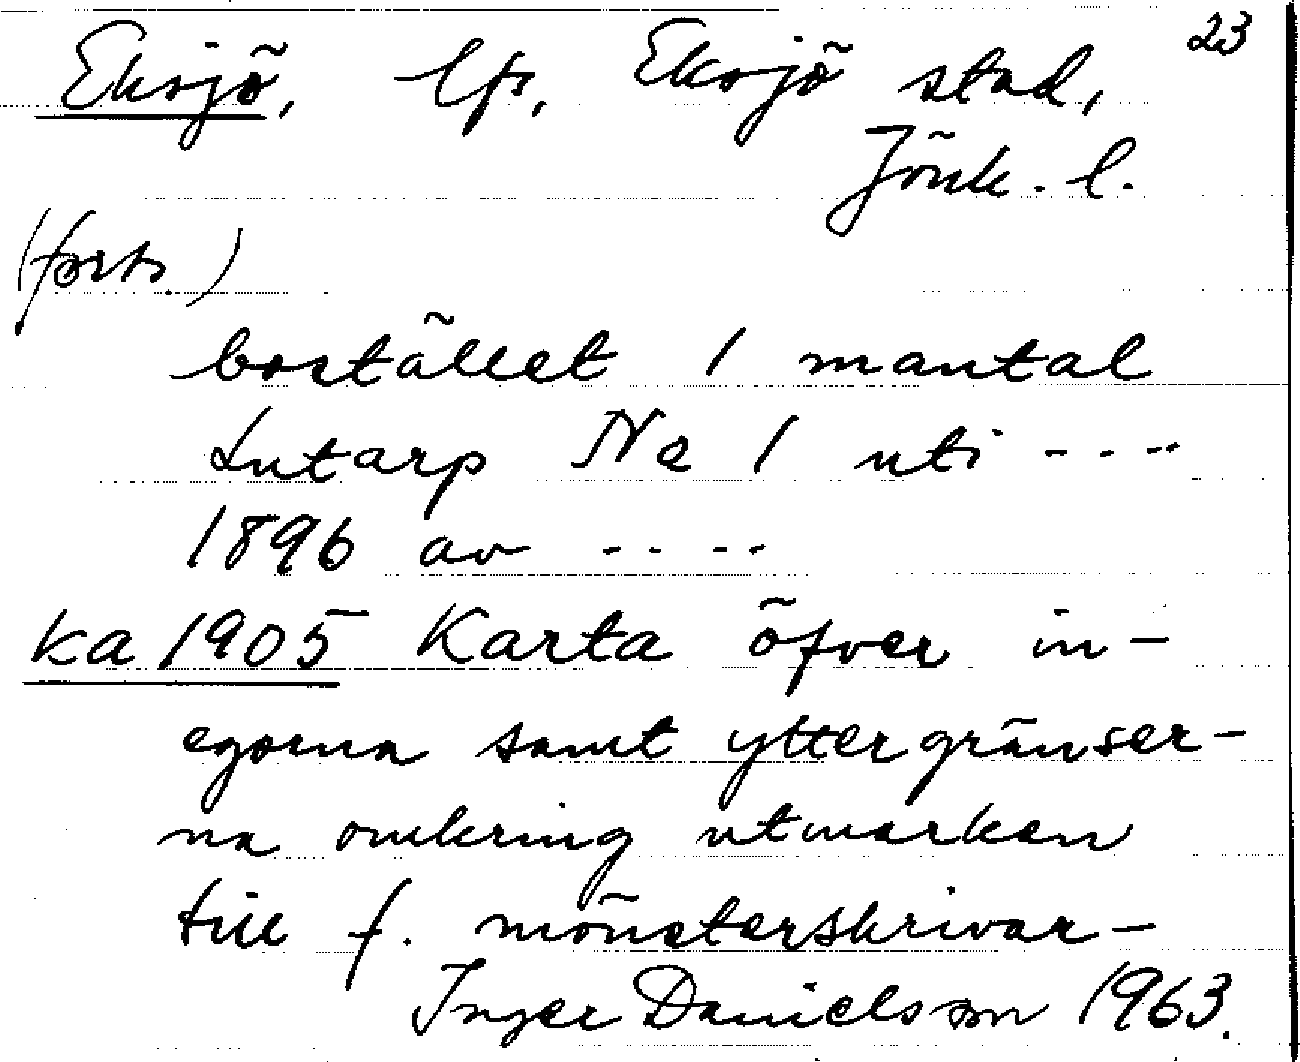 23
Eksjö, lfs, Eksjö stad,
Jönk. l.
(forts.)
bostället 1 mantal
Lutarp No 1 uti ----
1896 av ----
ka 1905 Karta öfver in-
egorna samt yttergränser-
na omkring utmarken
till f. mönsterskrivar-
Inger Danielsson 1963.